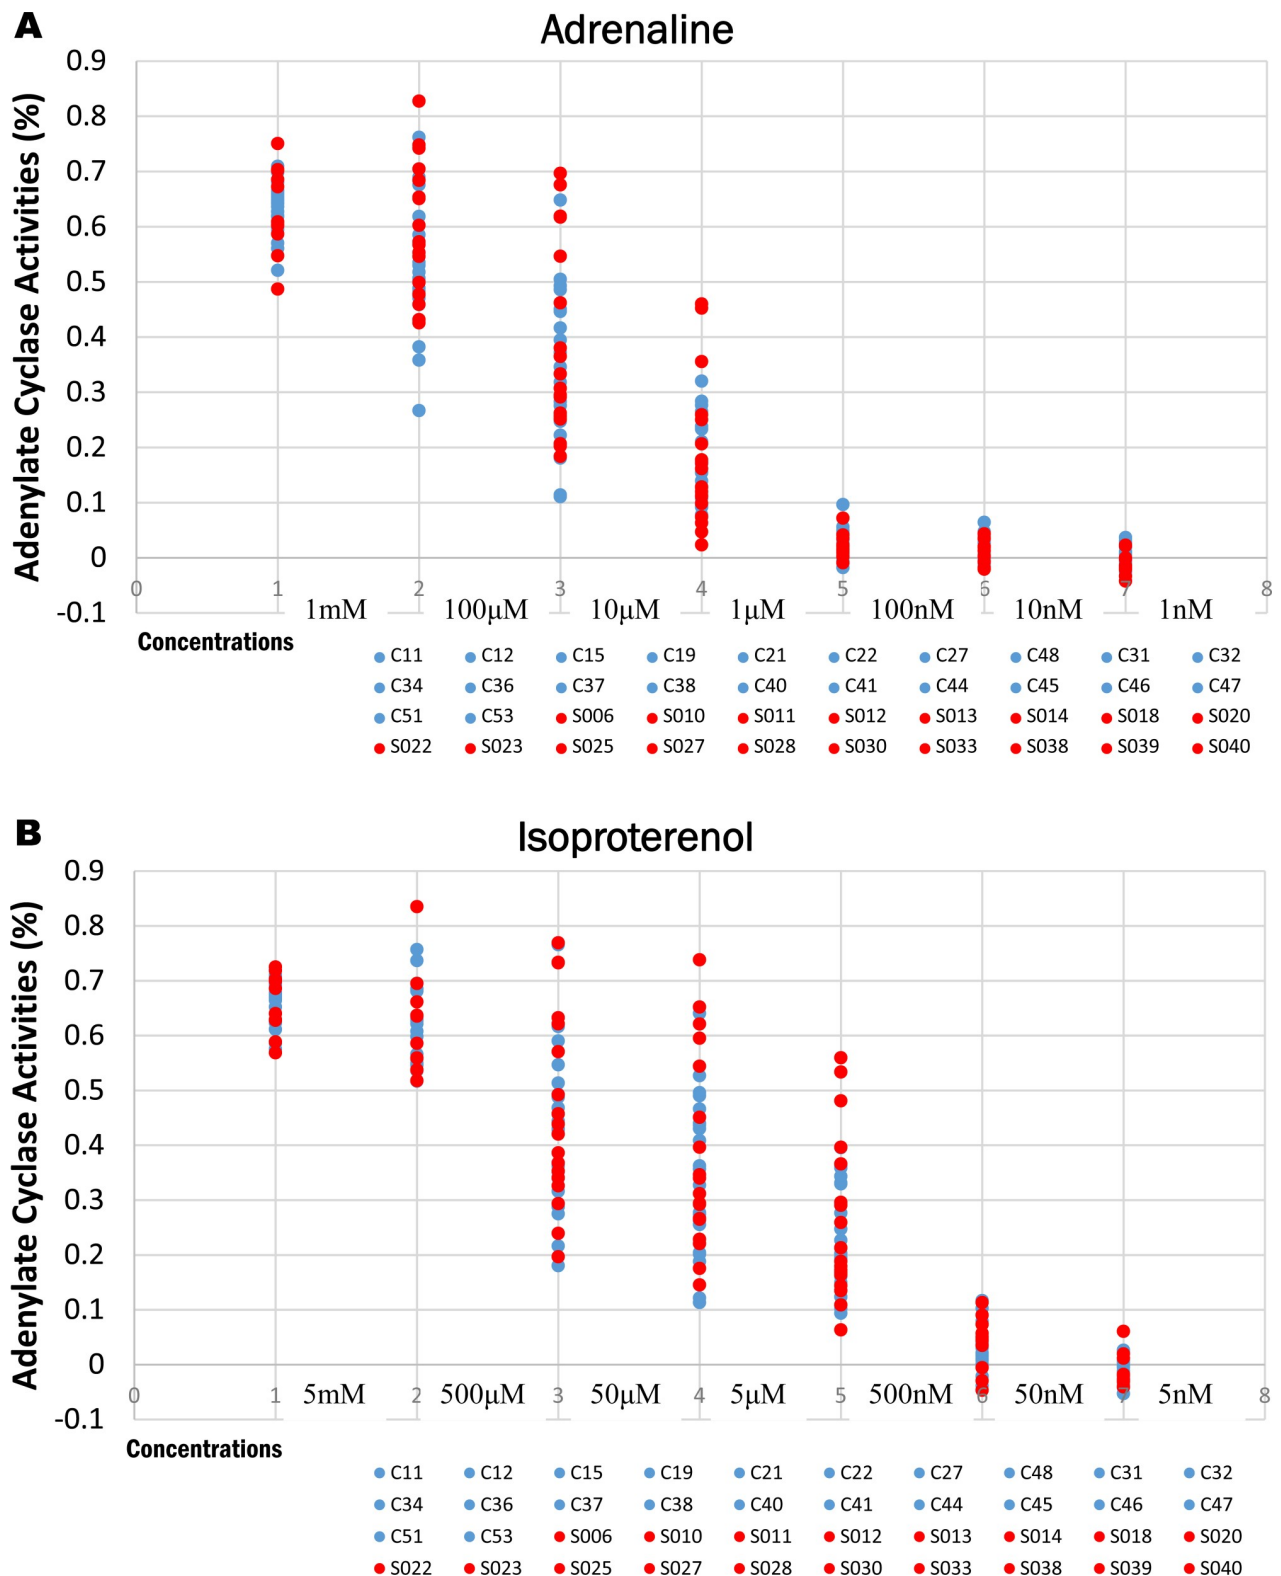 A
Adrenaline
Adenylate Cyclase Activities (%)
0.9
0.8
0.7
0.6
0.5
0.4
0.3
0.2
0.1
0
-0.1
0 1 2 3 4 5 6 7 8
1mM 100μM 10μM 1μM 100nM 10nM 1nM
Concentrations
C11 C12 C15 C19 C21 C22 C27 C48 C31 C32
C34 C36 C37 C38 C40 C41 C44 C45 C46 C47
C51 C53 S006 S010 S011 S012 S013 S014 S018 S020
S022 S023 S025 S027 S028 S030 S033 S038 S039 S040
B
Isoproterenol
Adenylate Cyclase Activities (%)
0.9
0.8
0.7
0.6
0.5
0.4
0.3
0.2
0.1
0
-0.1
0 1 5mM 2 500μM 3 50μM 4 5μM 5 500nM 6 50nM 7 5nM 8
Concentrations
C11 C12 C15 C19 C21 C22 C27 C48 C31 C32
C34 C36 C37 C38 C40 C41 C44 C45 C46 C47
C51 C53 S006 S010 S011 S012 S013 S014 S018 S020
S022 S023 S025 S027 S028 S030 S033 S038 S039 S040